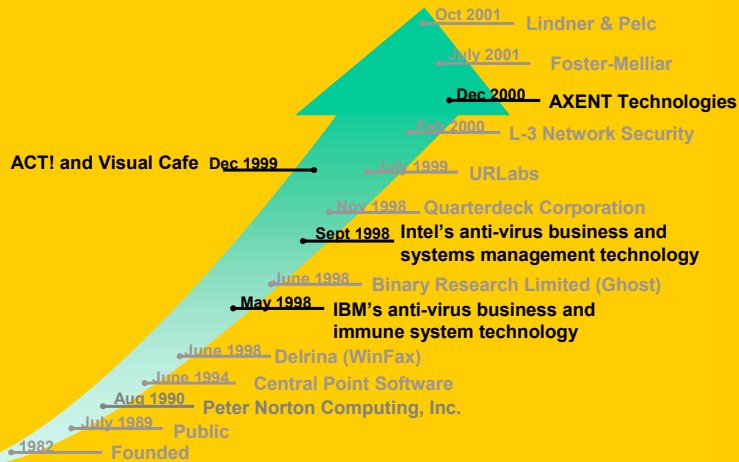 Oct 2001 Lindner & Pelc
July 2001 Foster-Melliar
Dec 2000 AXENT Technologies
Feb 2000 L-3 Network Security
ACT! and Visual Cafe Dec 1999
July 1999 URLabs
Nov 1998 Quarterdeck Corporation
Sept 1998 Intel's anti-virus business and
systems management technology
June 1998 Binary Research Limited (Ghost)
May 1998 IBM's anti-virus business and
immune system technology
June 1998 Delrina (WinFax)
June 1994 Central Point Software
Aug 1990 Peter Norton Computing, Inc.
July 1989 Public
1982 Founded